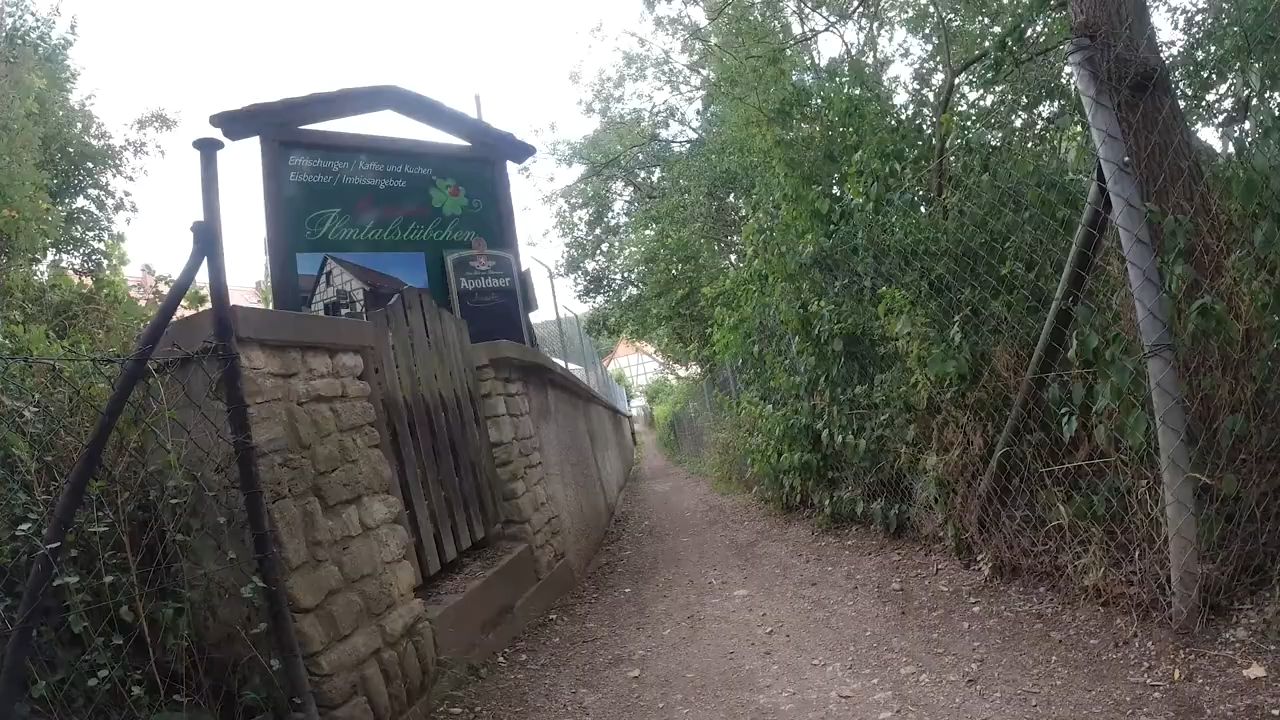 Erfrischungen / Kaffee und Kuchen
Eisbecher / Imbissangebote
Ilmtalstübchen
Apoldaer